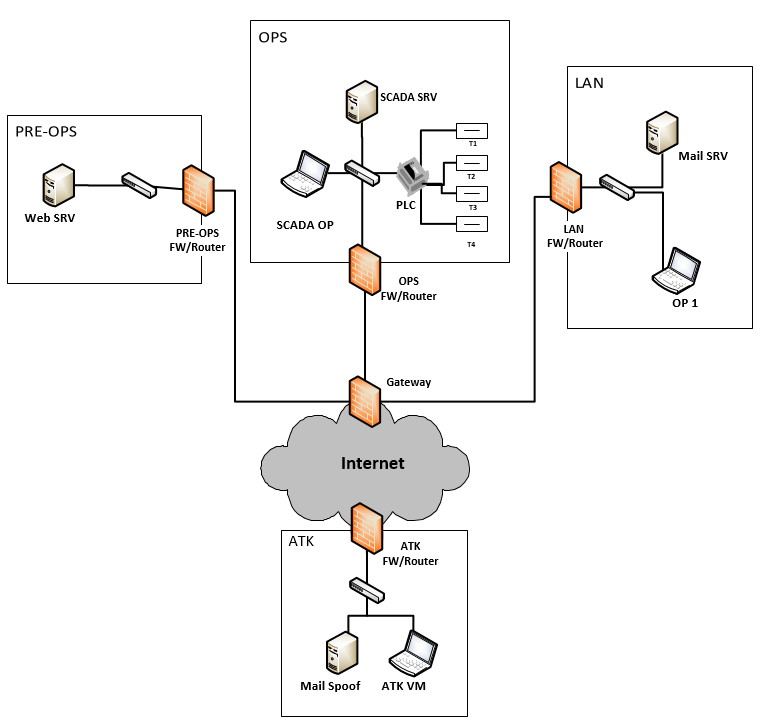 OPS
SCADA SRV
SCADA OP
PLC
T1
T2
T3
T4
OPS
FW/Router
PRE-OPS
Web SRV
PRE-OPS
FW/Router
LAN
Mail SRV
LAN
FW/Router
OP 1
Gateway
Internet
ATK
ATK
FW/Router
Mail Spoof
ATK VM